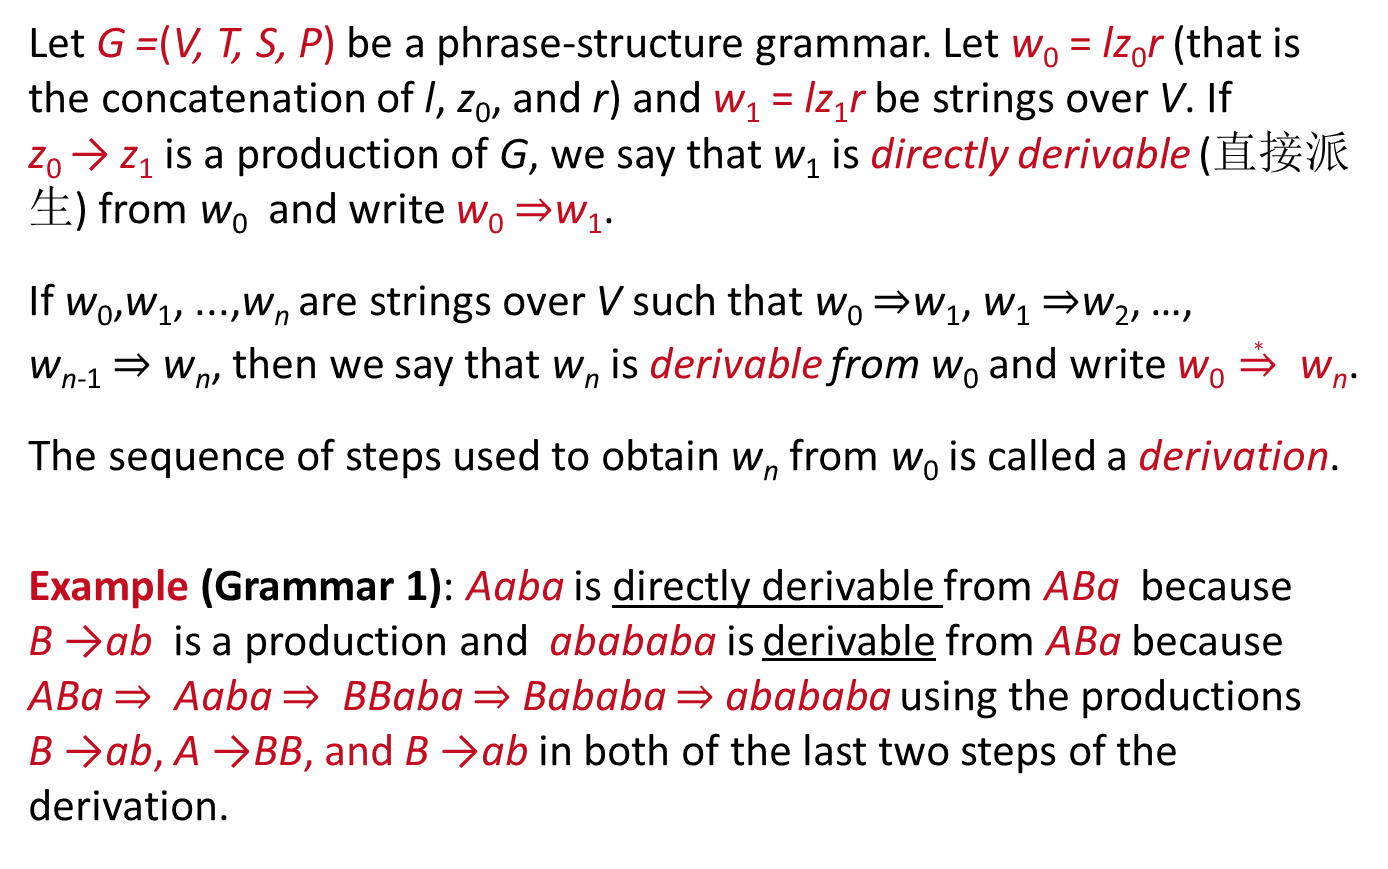 Let G =(V, T, S, P) be a phrase-structure grammar. Let w₀ = lz₀r (that is
the concatenation of l, z₀, and r) and w₁ = lz₁r be strings over V. If
z₀ → z₁ is a production of G, we say that w₁ is directly derivable (直接派
生) from w₀ and write w₀ ⇒w₁.
If w₀,w₁, ...,wₙ are strings over V such that w₀ ⇒w₁, w₁ ⇒w₂, ...,
wₙ₋₁ ⇒ wₙ, then we say that wₙ is derivable from w₀ and write w₀ ⇒* wₙ.
The sequence of steps used to obtain wₙ from w₀ is called a derivation.
Example (Grammar 1): Aaba is directly derivable from ABa because
B →ab is a production and abababa is derivable from ABa because
ABa ⇒ Aaba ⇒ BBaba ⇒ Bababa ⇒ abababa using the productions
B →ab, A →BB, and B →ab in both of the last two steps of the
derivation.